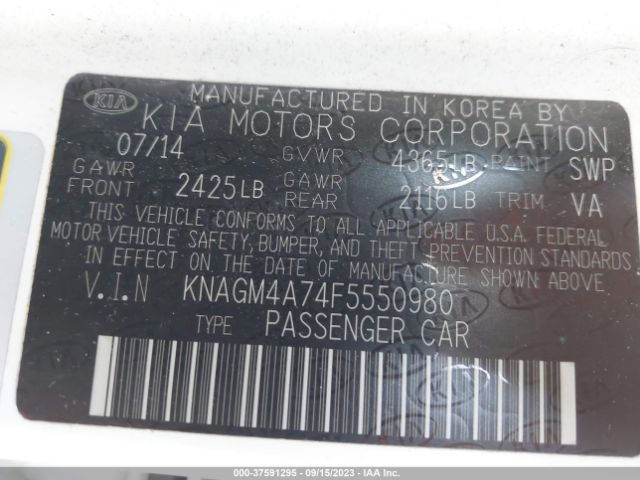 KIA MANUFACTURED IN KOREA BY
KIA MOTORS CORPORATION
07/14 GVWR 4365LB PAINT SWP
GAWR FRONT 2425LB GAWR REAR 2116LB TRIM VA
THIS VEHICLE CONFORMS TO ALL APPLICABLE U.S.A. FEDERAL
MOTOR VEHICLE SAFETY, BUMPER, AND THEFT PREVENTION STANDARDS
IN EFFECT ON THE DATE OF MANUFACTURE SHOWN ABOVE
V.I.N KNAGM4A74F5550980
TYPE PASSENGER CAR
000-37591295 - 09/15/2023 - IAA Inc.